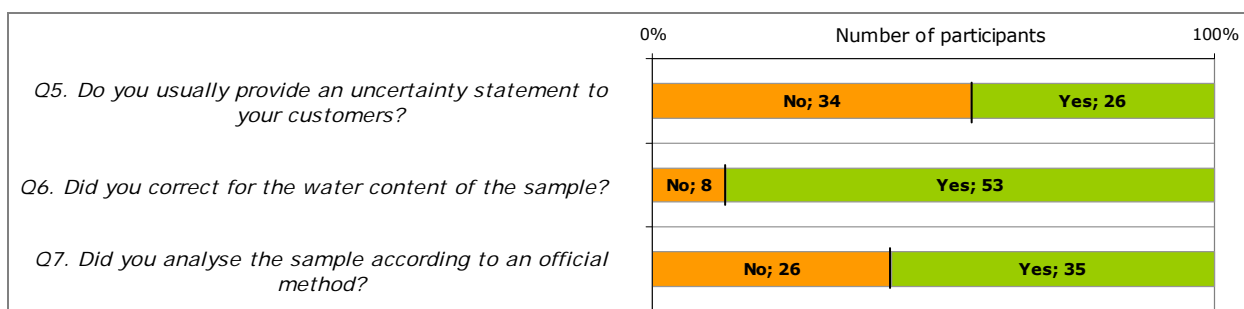 0% Number of participants 100%
Q5. Do you usually provide an uncertainty statement to
your customers?
No; 34 Yes; 26
Q6. Did you correct for the water content of the sample?
No; 8 Yes; 53
Q7. Did you analyse the sample according to an official
method?
No; 26 Yes; 35